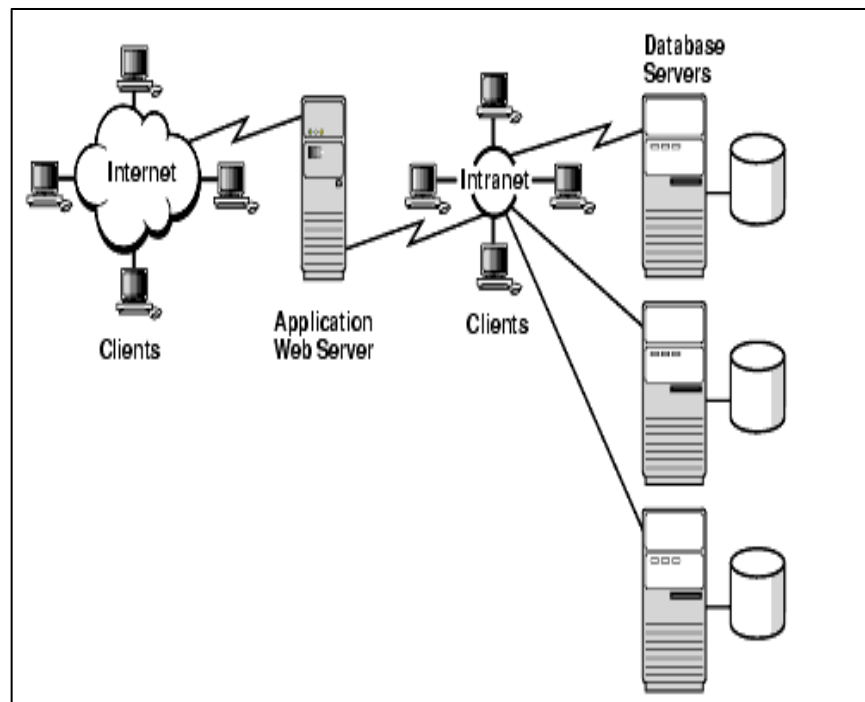 Database
Servers
Internet
Intranet
Application
Web Server
Clients
Clients